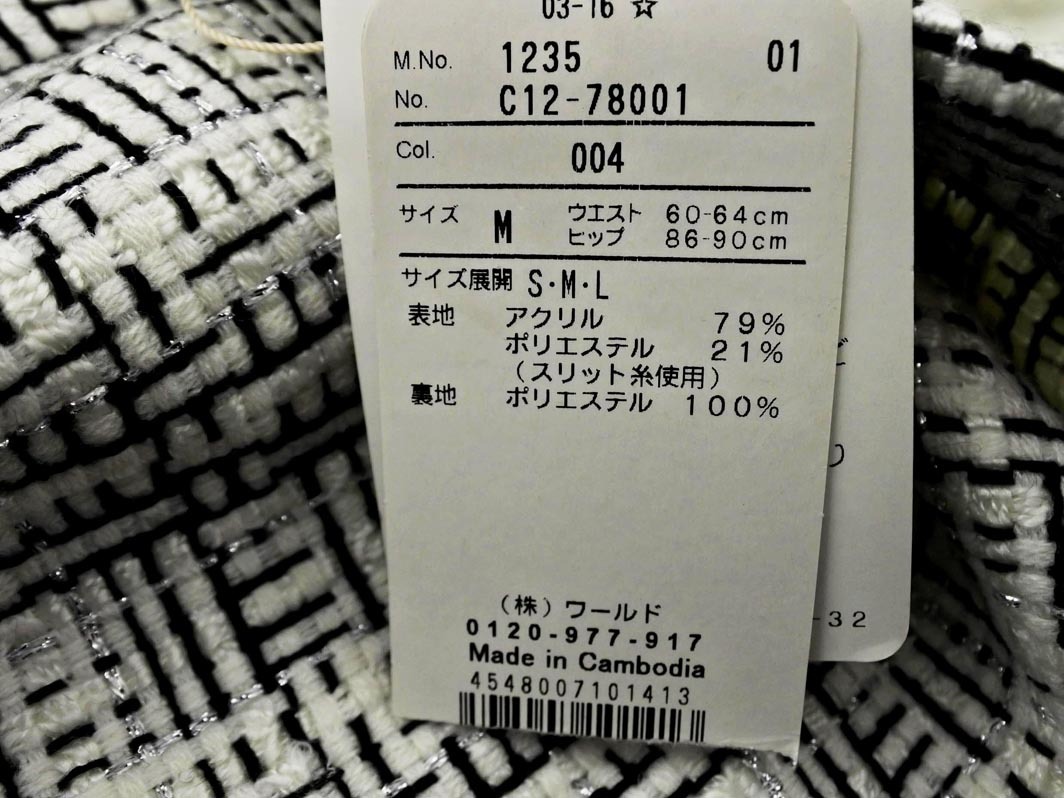 03-16 ☆
M.No. 1235 01
No. C12-78001
Col. 004
サイズ M ウエスト 60-64cm
ヒップ 86-90cm
サイズ展開 S・M・L
表地 アクリル 79%
ポリエステル 21%
(スリット糸使用)
裏地 ポリエステル 100%
(株)ワールド
0120-977-917
Made in Cambodia
4548007101413
-32